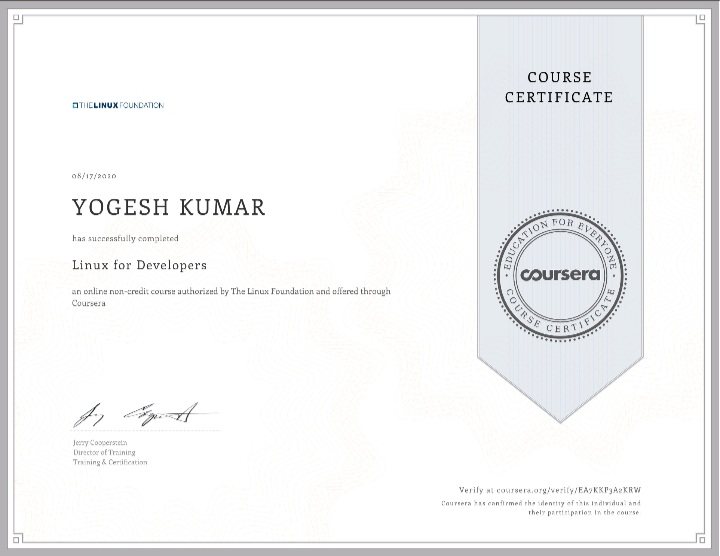 COURSE
CERTIFICATE
THE LINUX FOUNDATION
08/17/2020
YOGESH KUMAR
has successfully completed
Linux for Developers
an online non-credit course authorized by The Linux Foundation and offered through
Coursera
EDUCATION FOR EVERYONE
coursera
COURSE CERTIFICATE
Jerry Cooperstein
Director of Training
Training & Certification
Verify at coursera.org/verify/EA7KKP3A2KRW
Coursera has confirmed the identity of this individual and
their participation in the course.